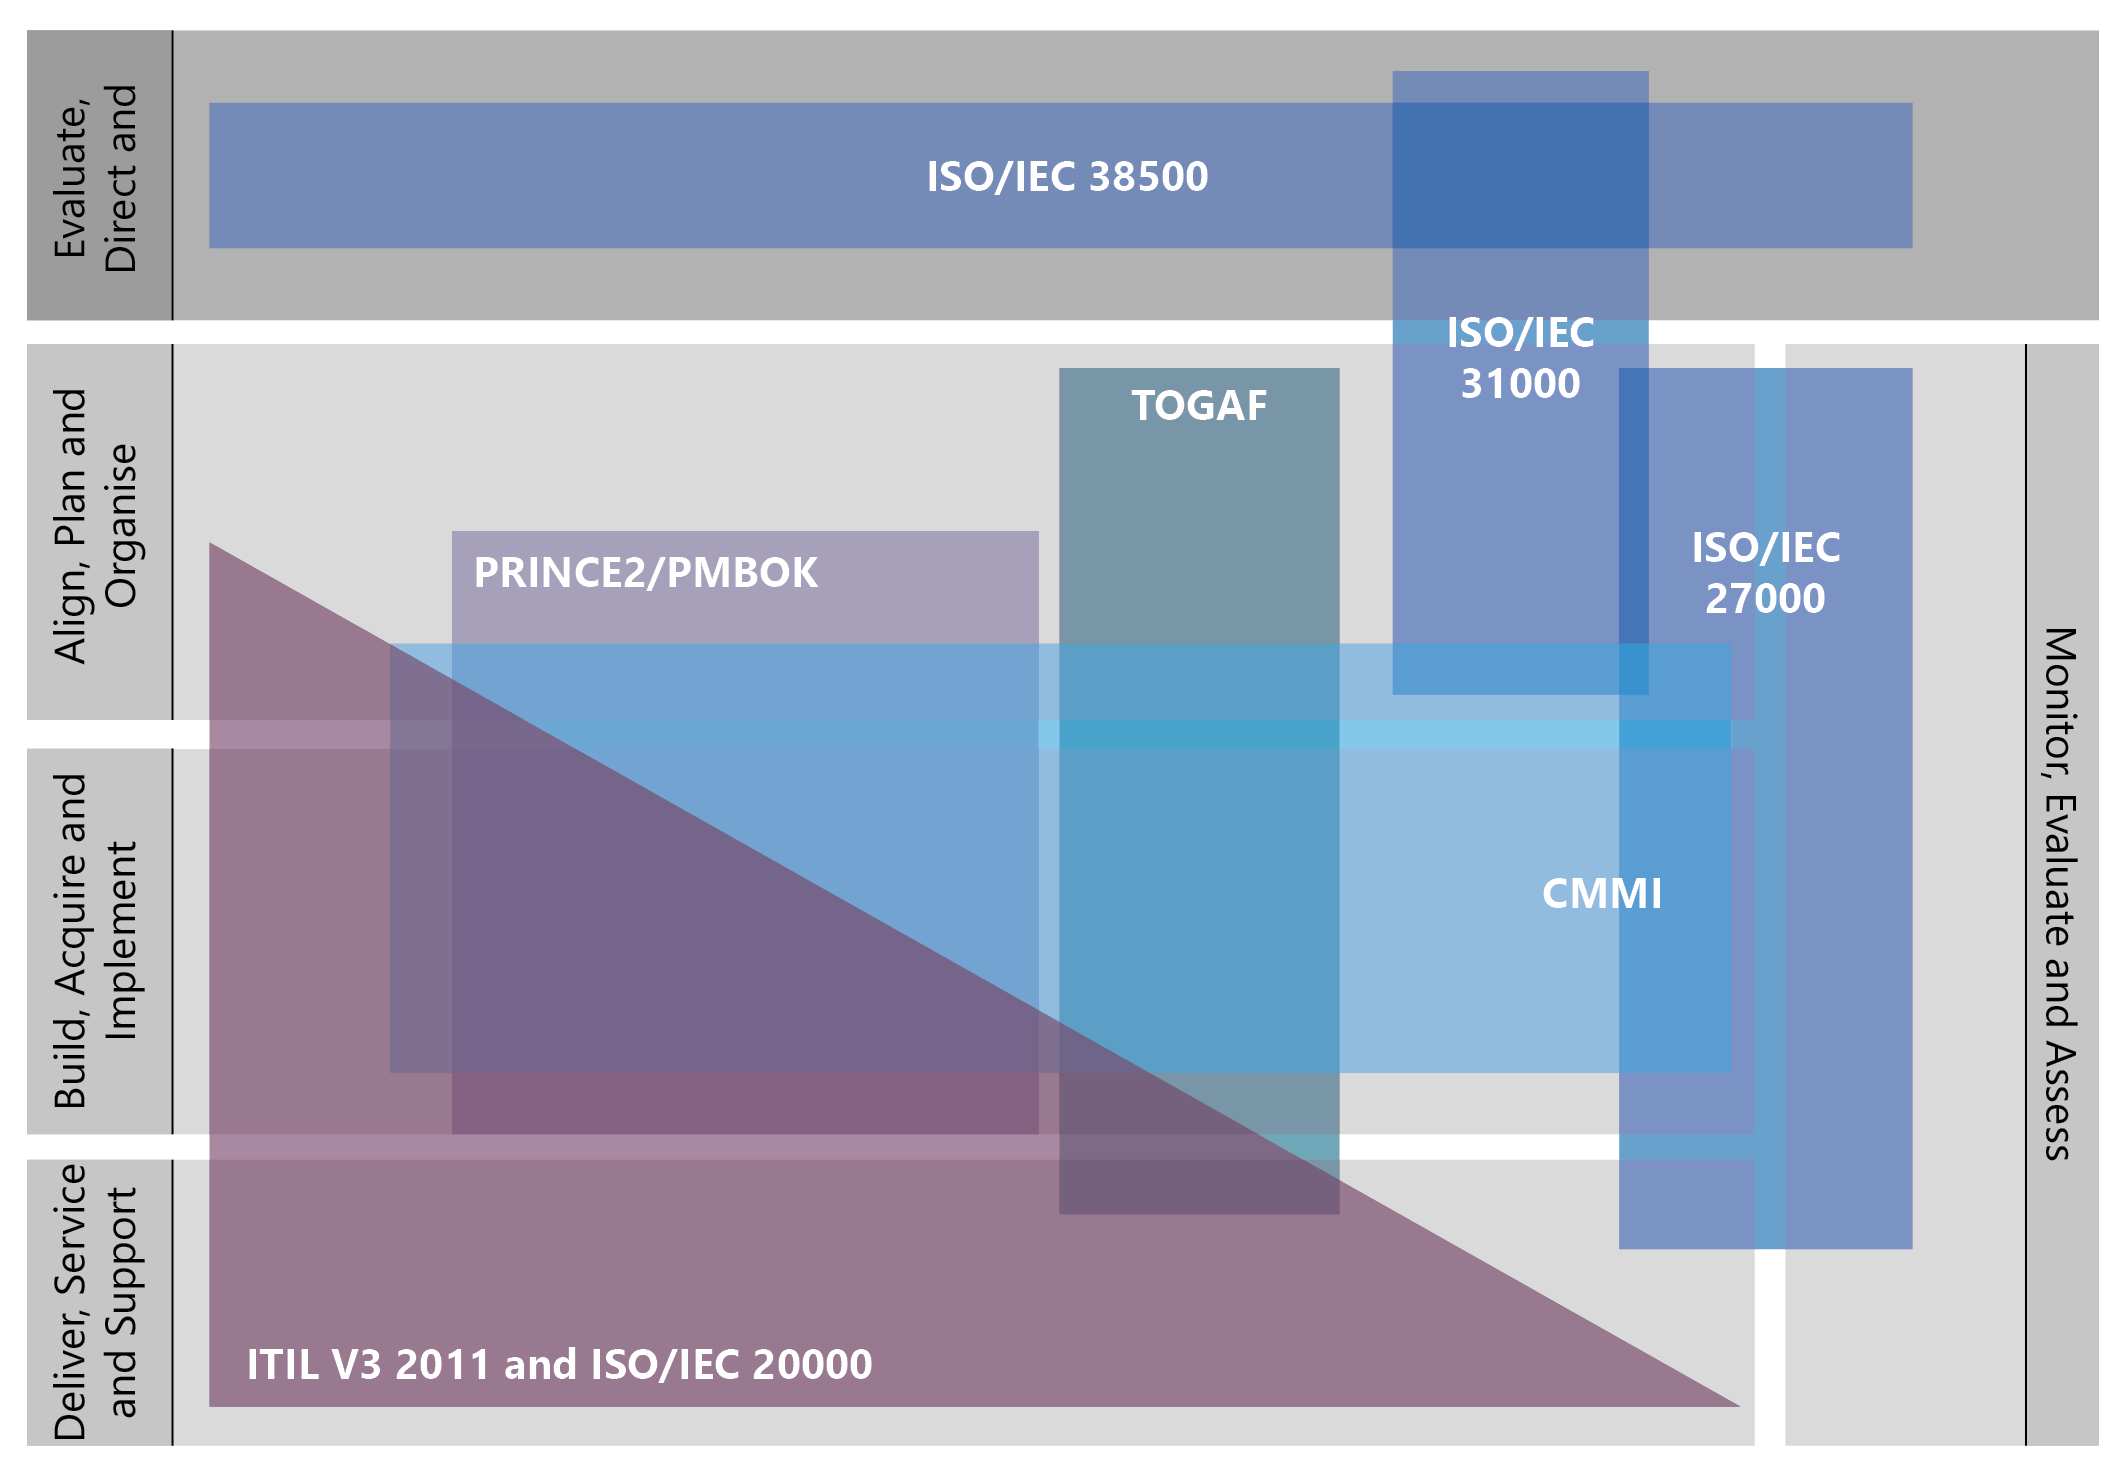 Evaluate,
Direct and
ISO/IEC 38500
ISO/IEC
31000
Align, Plan and
Organise
TOGAF
PRINCE2/PMBOK
ISO/IEC
27000
Build, Acquire and
Implement
CMMI
Monitor, Evaluate and Assess
Deliver, Service
and Support
ITIL V3 2011 and ISO/IEC 20000